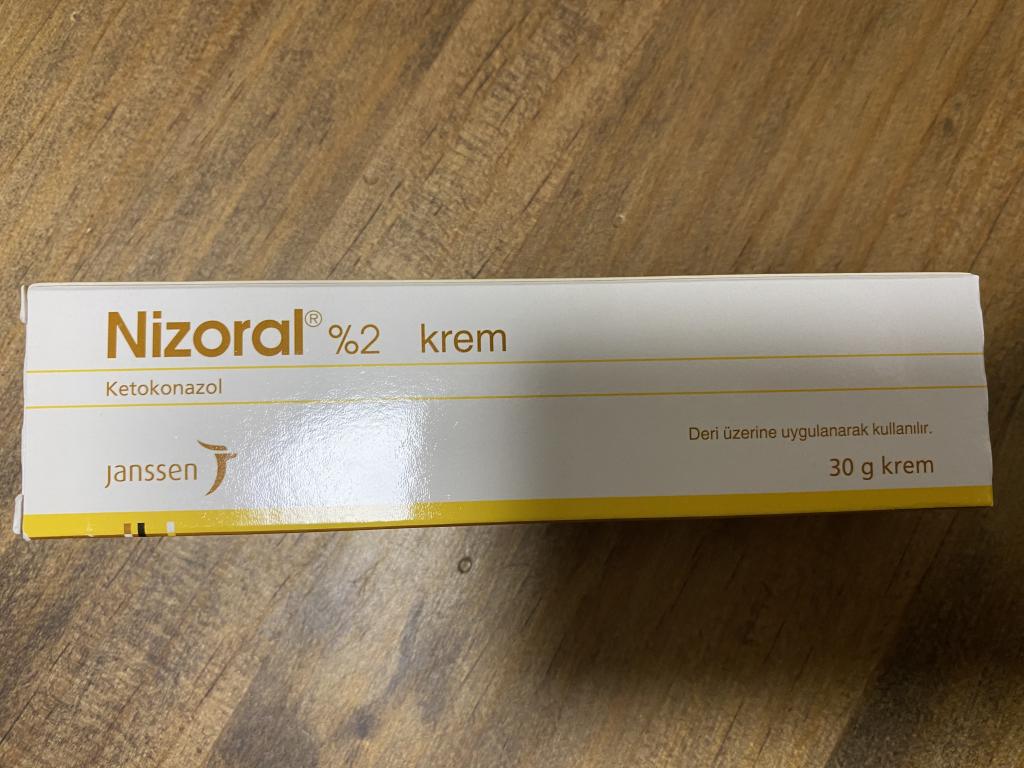 Nizoral® %2 krem
Ketokonazol
Deri üzerine uygulanarak kullanılır.
janssen
30 g krem